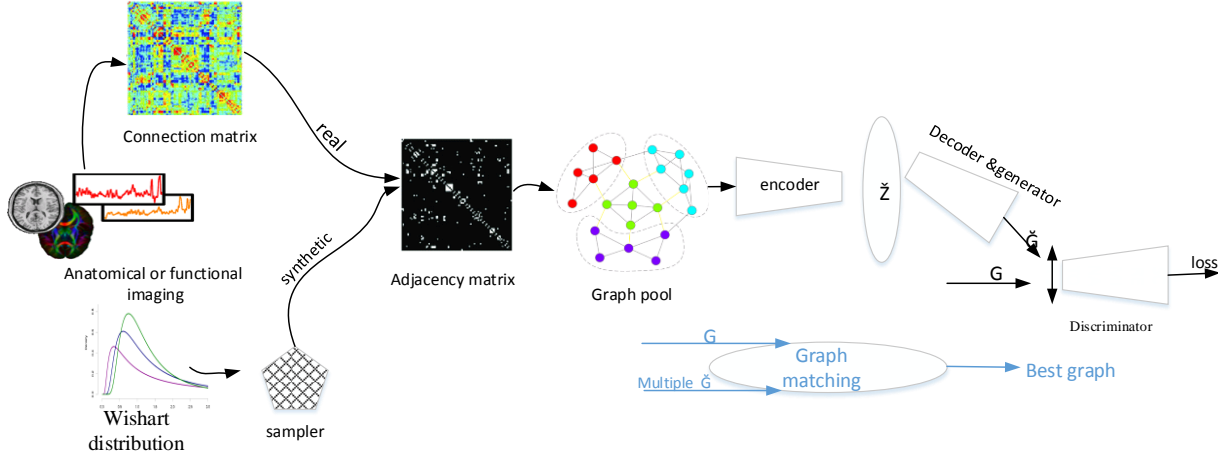 Connection matrix
real
Anatomical or functional
imaging
Wishart
distribution
sampler
synthetic
Adjacency matrix
Graph pool
encoder
Ž
Decoder &generator
Ğ
G
Discriminator
loss
G
Multiple Ğ
Graph
matching
Best graph